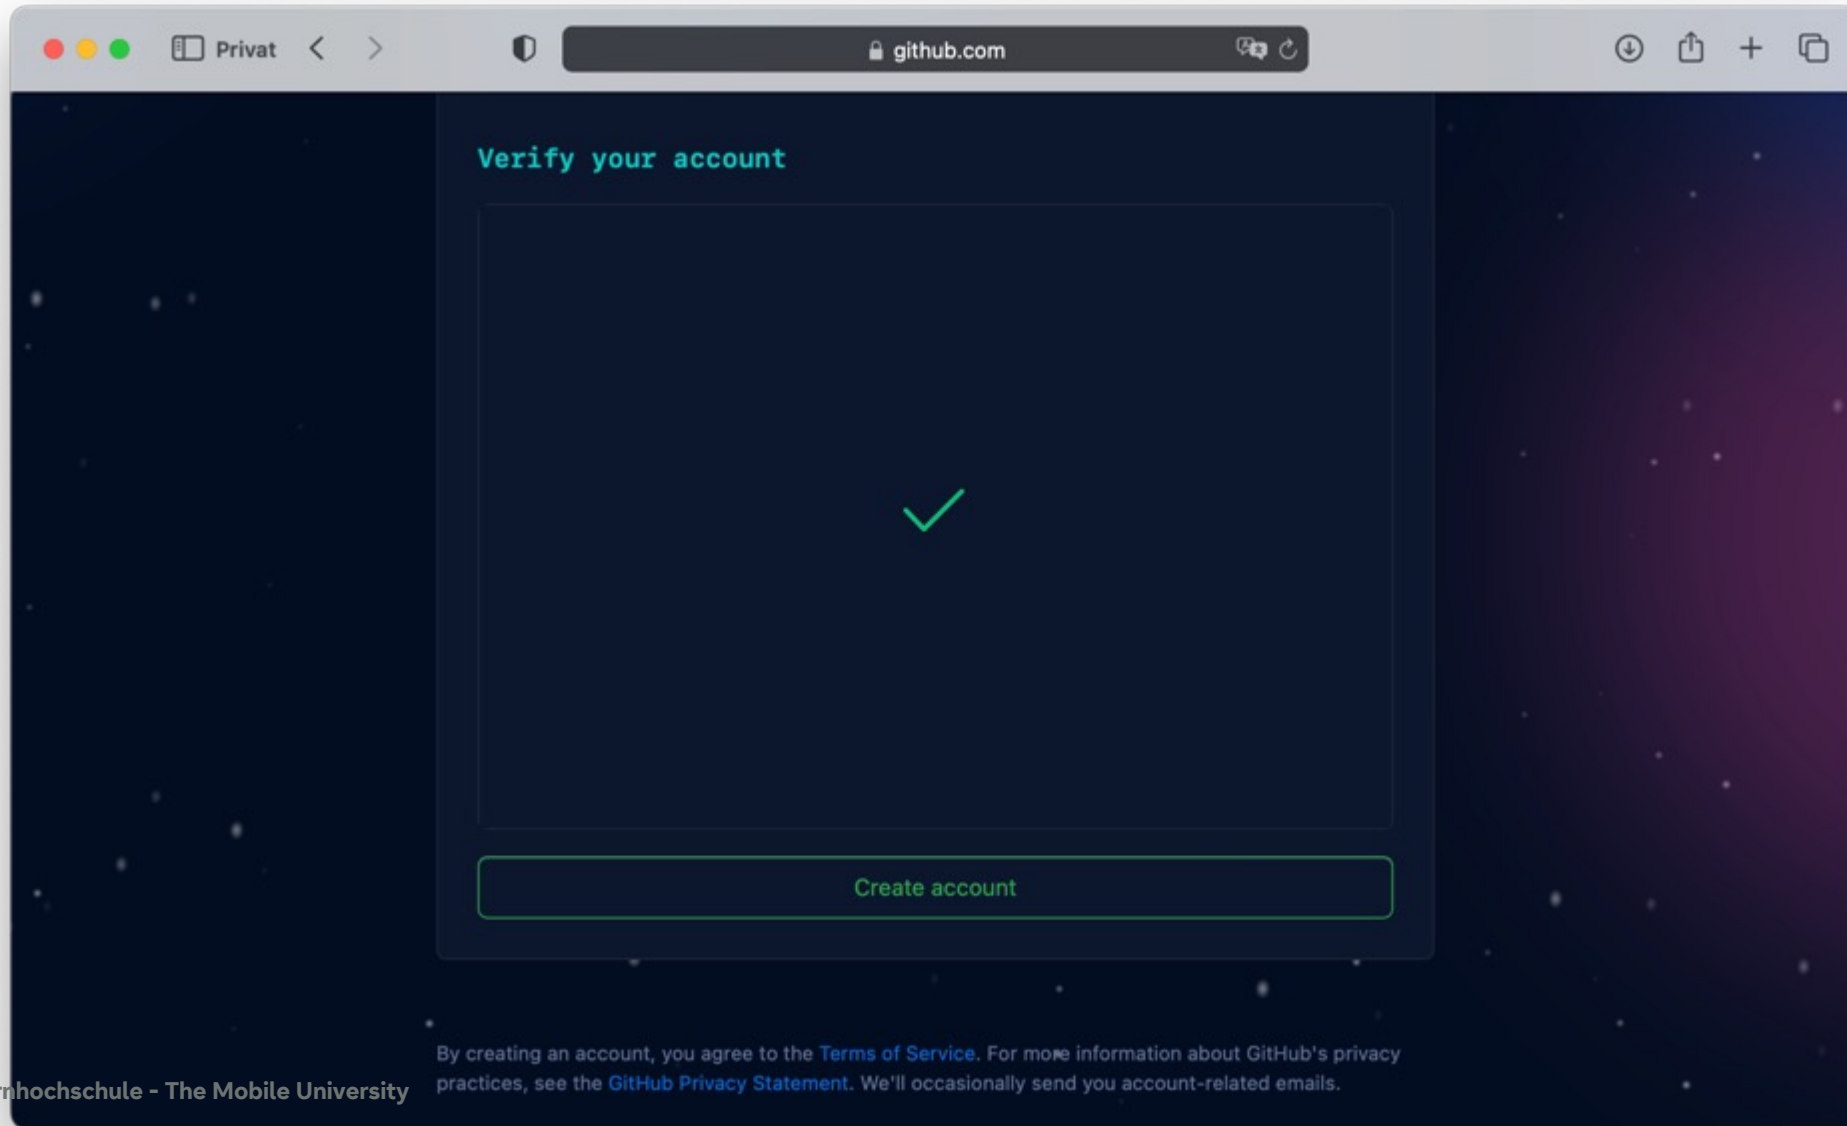 Privat
github.com
Verify your account
Create account
By creating an account, you agree to the Terms of Service. For more information about GitHub's privacy
practices, see the GitHub Privacy Statement. We'll occasionally send you account-related emails.
- The Mobile University